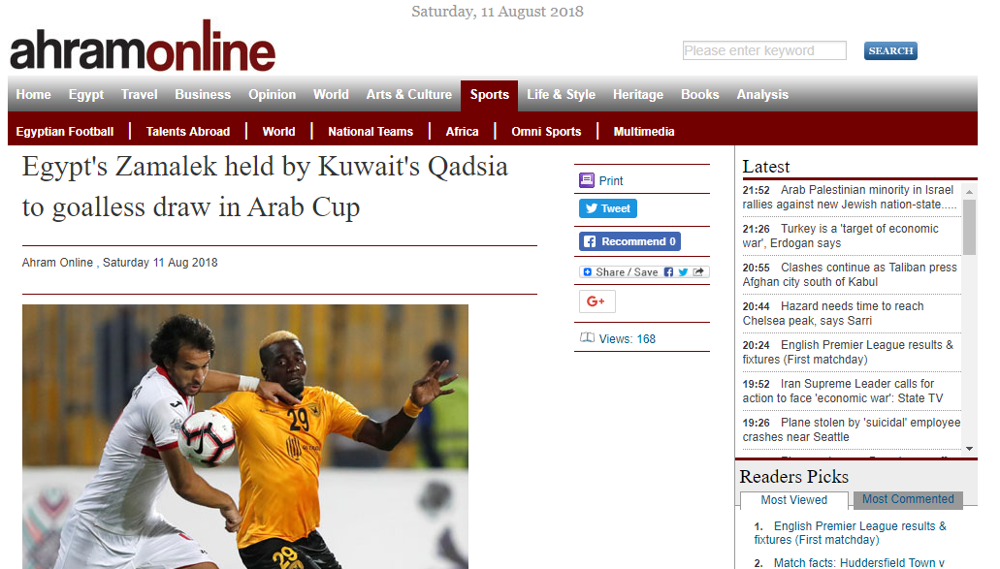 Saturday, 11 August 2018
ahramonline
Please enter keyword
SEARCH
Home Egypt Travel Business Opinion World Arts & Culture Sports Life & Style Heritage Books Analysis
Egyptian Football | Talents Abroad | World | National Teams | Africa | Omni Sports | Multimedia
Egypt's Zamalek held by Kuwait's Qadsia
to goalless draw in Arab Cup
Ahram Online , Saturday 11 Aug 2018
29
29
Print
Tweet
Recommend 0
Share / Save
G+
Views: 168
Latest
21:52 Arab Palestinian minority in Israel
rallies against new Jewish nation-state.....
21:26 Turkey is a 'target of economic
war', Erdogan says
20:55 Clashes continue as Taliban press
Afghan city south of Kabul
20:44 Hazard needs time to reach
Chelsea peak, says Sarri
20:24 English Premier League results &
fixtures (First matchday)
19:52 Iran Supreme Leader calls for
action to face 'economic war': State TV
19:26 Plane stolen by 'suicidal' employee
crashes near Seattle
Readers Picks
Most Viewed Most Commented
1. English Premier League results &
fixtures (First matchday)
2. Match facts: Huddersfield Town v